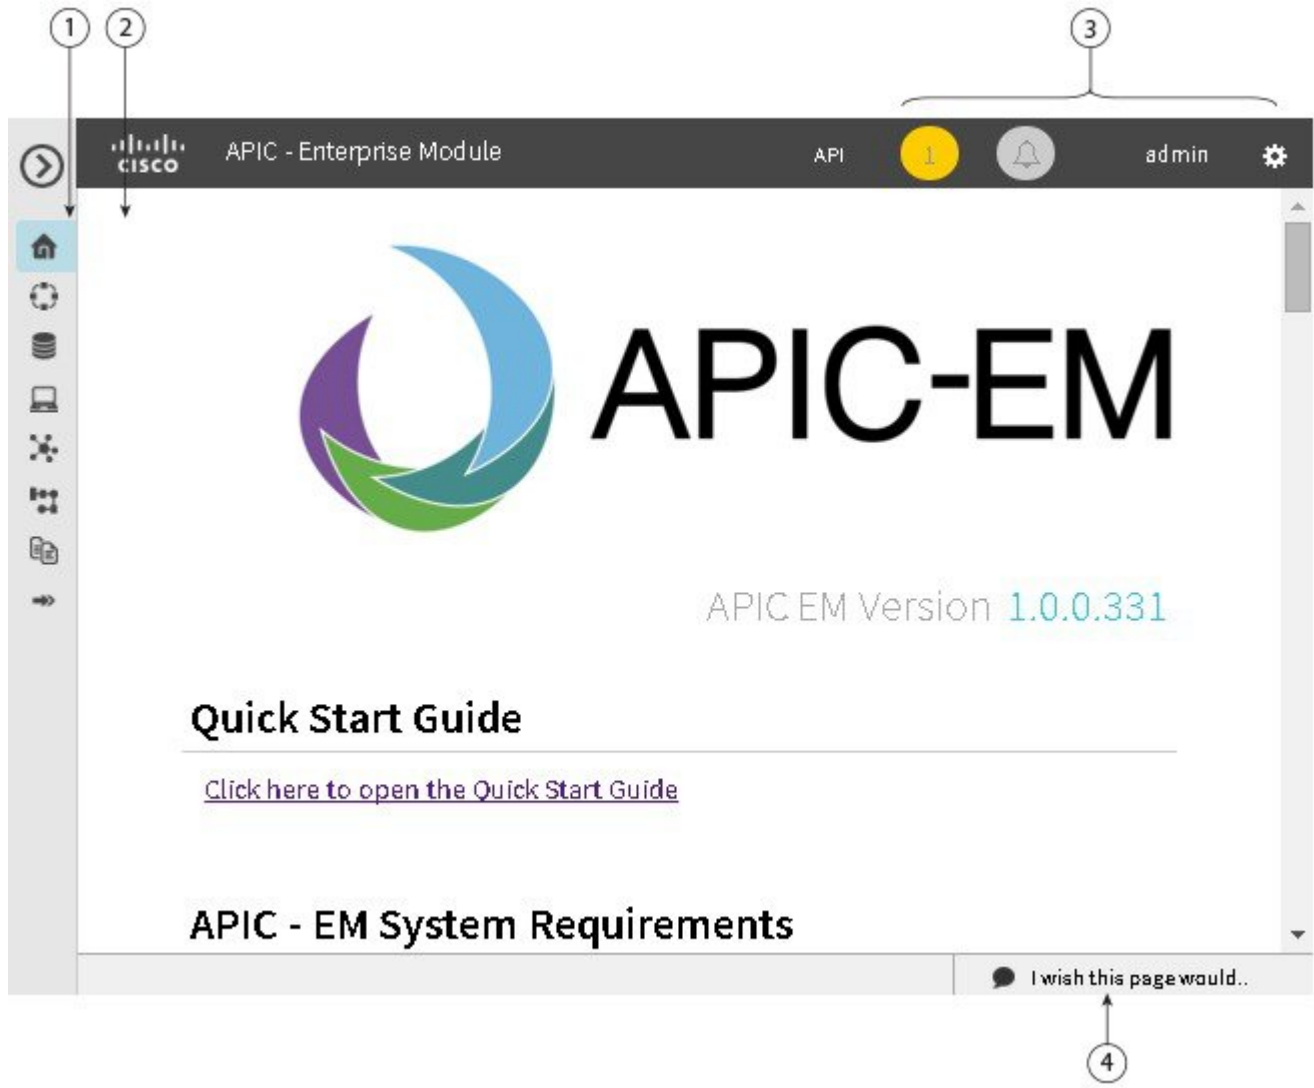 1
2
3
CISCO
APIC - Enterprise Module
API
1
admin
APIC-EM
APIC EM Version 1.0.0.331
Quick Start Guide
Click here to open the Quick Start Guide
APIC - EM System Requirements
I wish this page would..
4